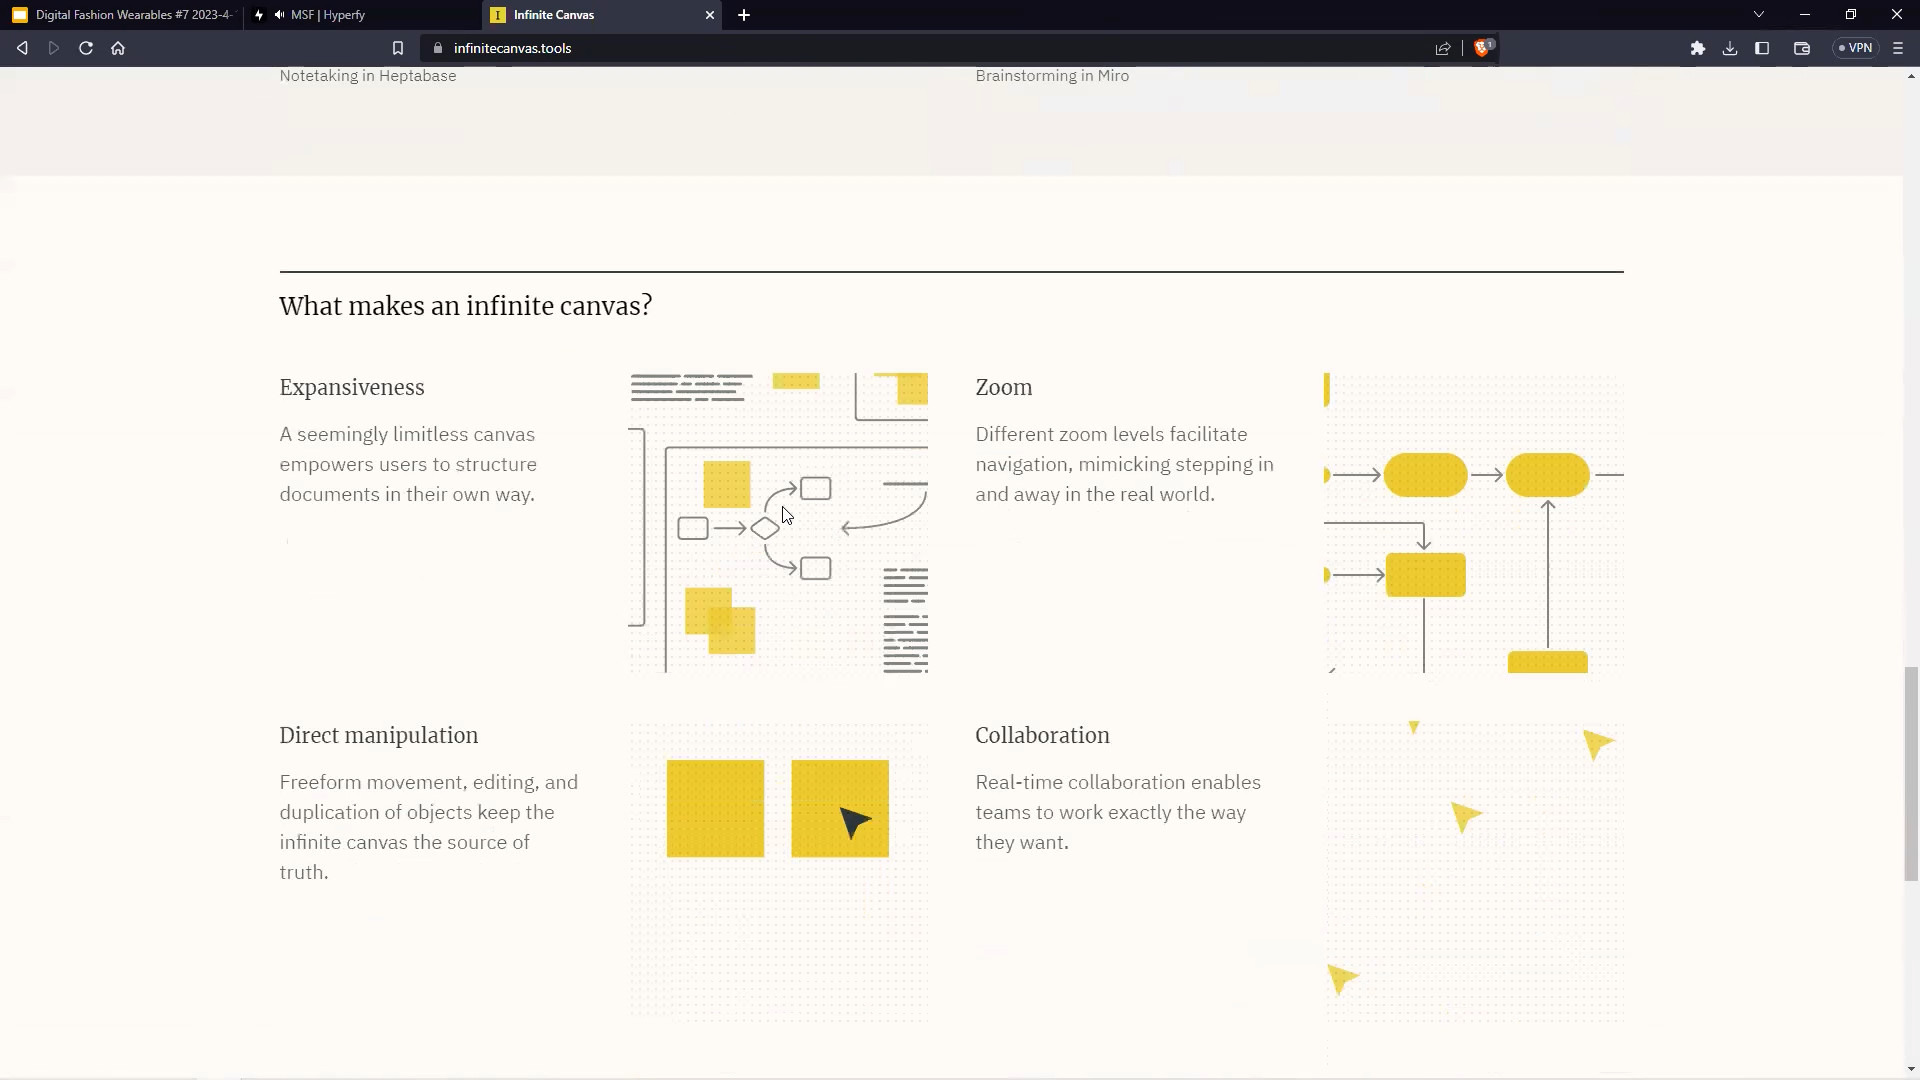 Digital Fashion Wearables #7 2023-4-
MSF | Hyperfy
I
Infinite Canvas
infinitecanvas.tools
1
VPN
Notetaking in Heptabase
Brainstorming in Miro
What makes an infinite canvas?
Expansiveness
A seemingly limitless canvas
empowers users to structure
documents in their own way.
Zoom
Different zoom levels facilitate
navigation, mimicking stepping in
and away in the real world.
Direct manipulation
Freeform movement, editing, and
duplication of objects keep the
infinite canvas the source of
truth.
Collaboration
Real-time collaboration enables
teams to work exactly the way
they want.